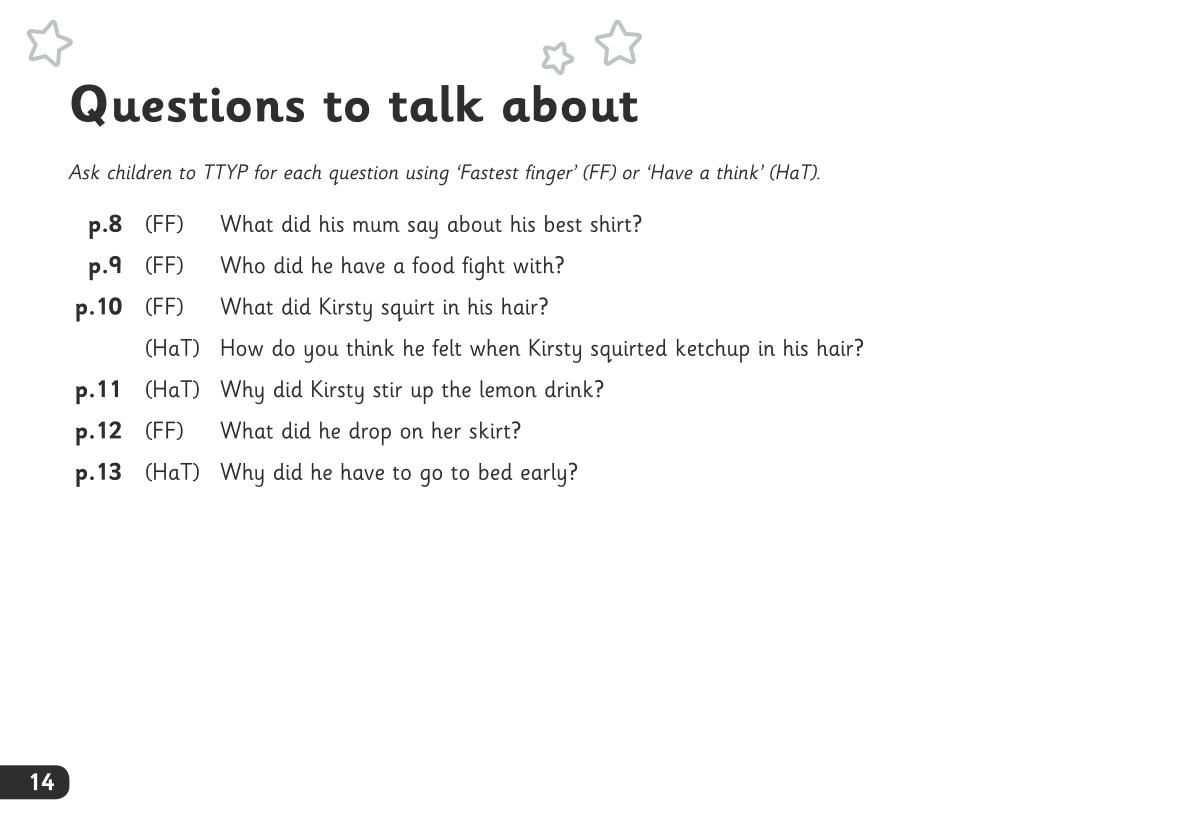 Questions to talk about
Ask children to TTYP for each question using ‘Fastest finger’ (FF) or ‘Have a think’ (HaT).
p.8 (FF) What did his mum say about his best shirt?
p.9 (FF) Who did he have a food fight with?
p.10 (FF) What did Kirsty squirt in his hair?
(HaT) How do you think he felt when Kirsty squirted ketchup in his hair?
p.11 (HaT) Why did Kirsty stir up the lemon drink?
p.12 (FF) What did he drop on her skirt?
p.13 (HaT) Why did he have to go to bed early?
14